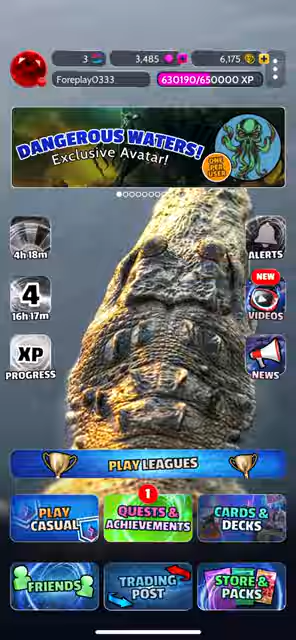 3
3,485
6,175
ForeplayO333
630190/650000 XP
DANGEROUS WATERS!
Exclusive Avatar!
ONE
PER
USER
4h 18m
ALERTS
4
16h 17m
NEW
VIDEOS
XP
PROGRESS
NEWS
PLAY LEAGUES
PLAY
CASUAL
1
QUESTS &
ACHIEVEMENTS
CARDS &
DECKS
FRIENDS
TRADING
POST
STORE &
PACKS